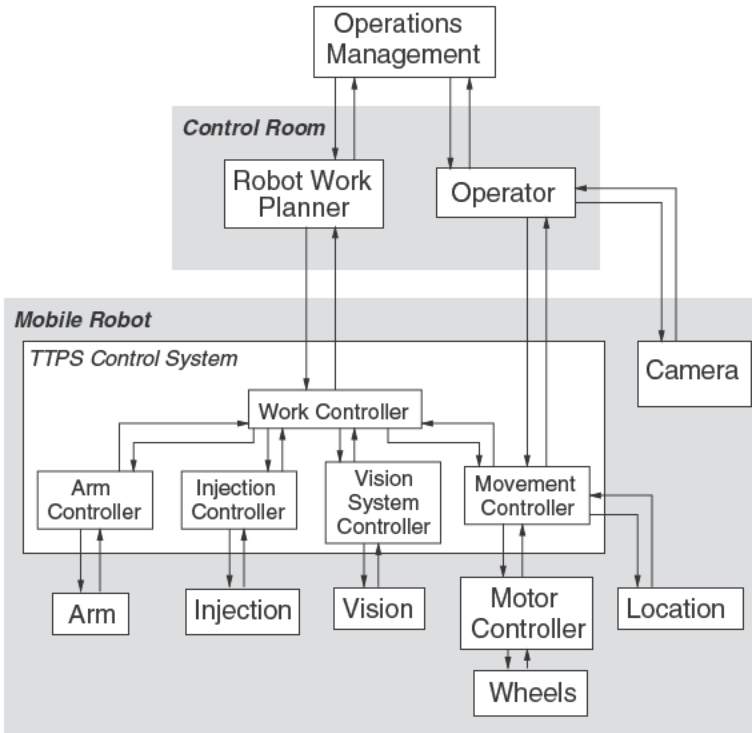 Operations
Management
Control Room
Robot Work
Planner
Operator
Mobile Robot
TTPS Control System
Camera
Work Controller
Arm
Controller
Injection
Controller
Vision
System
Controller
Movement
Controller
Arm
Injection
Vision
Motor
Controller
Location
Wheels